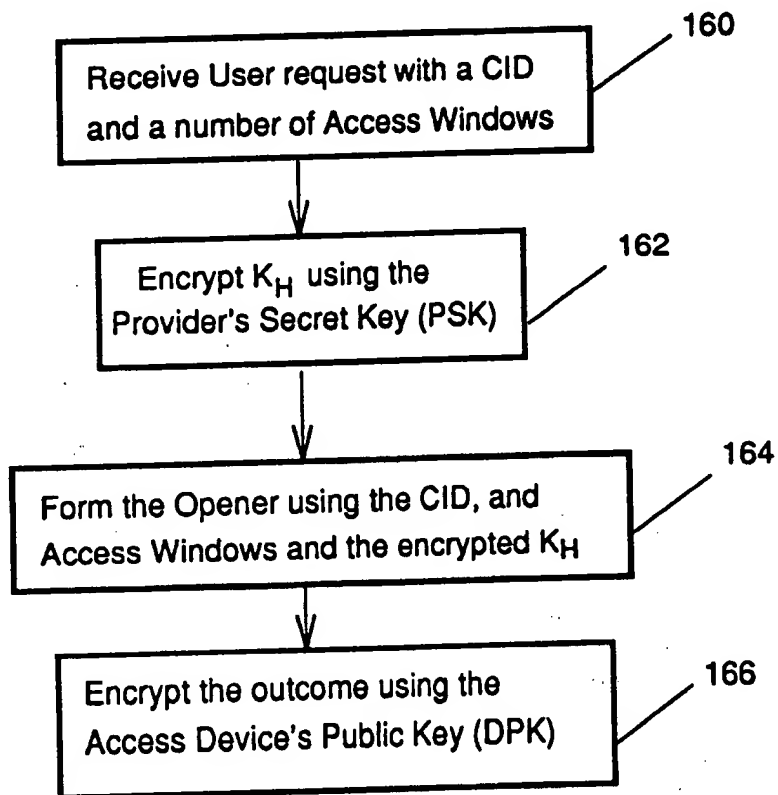 160
Receive User request with a CID
and a number of Access Windows
162
Encrypt K_H using the
Provider's Secret Key (PSK)
164
Form the Opener using the CID, and
Access Windows and the encrypted K_H
166
Encrypt the outcome using the
Access Device's Public Key (DPK)